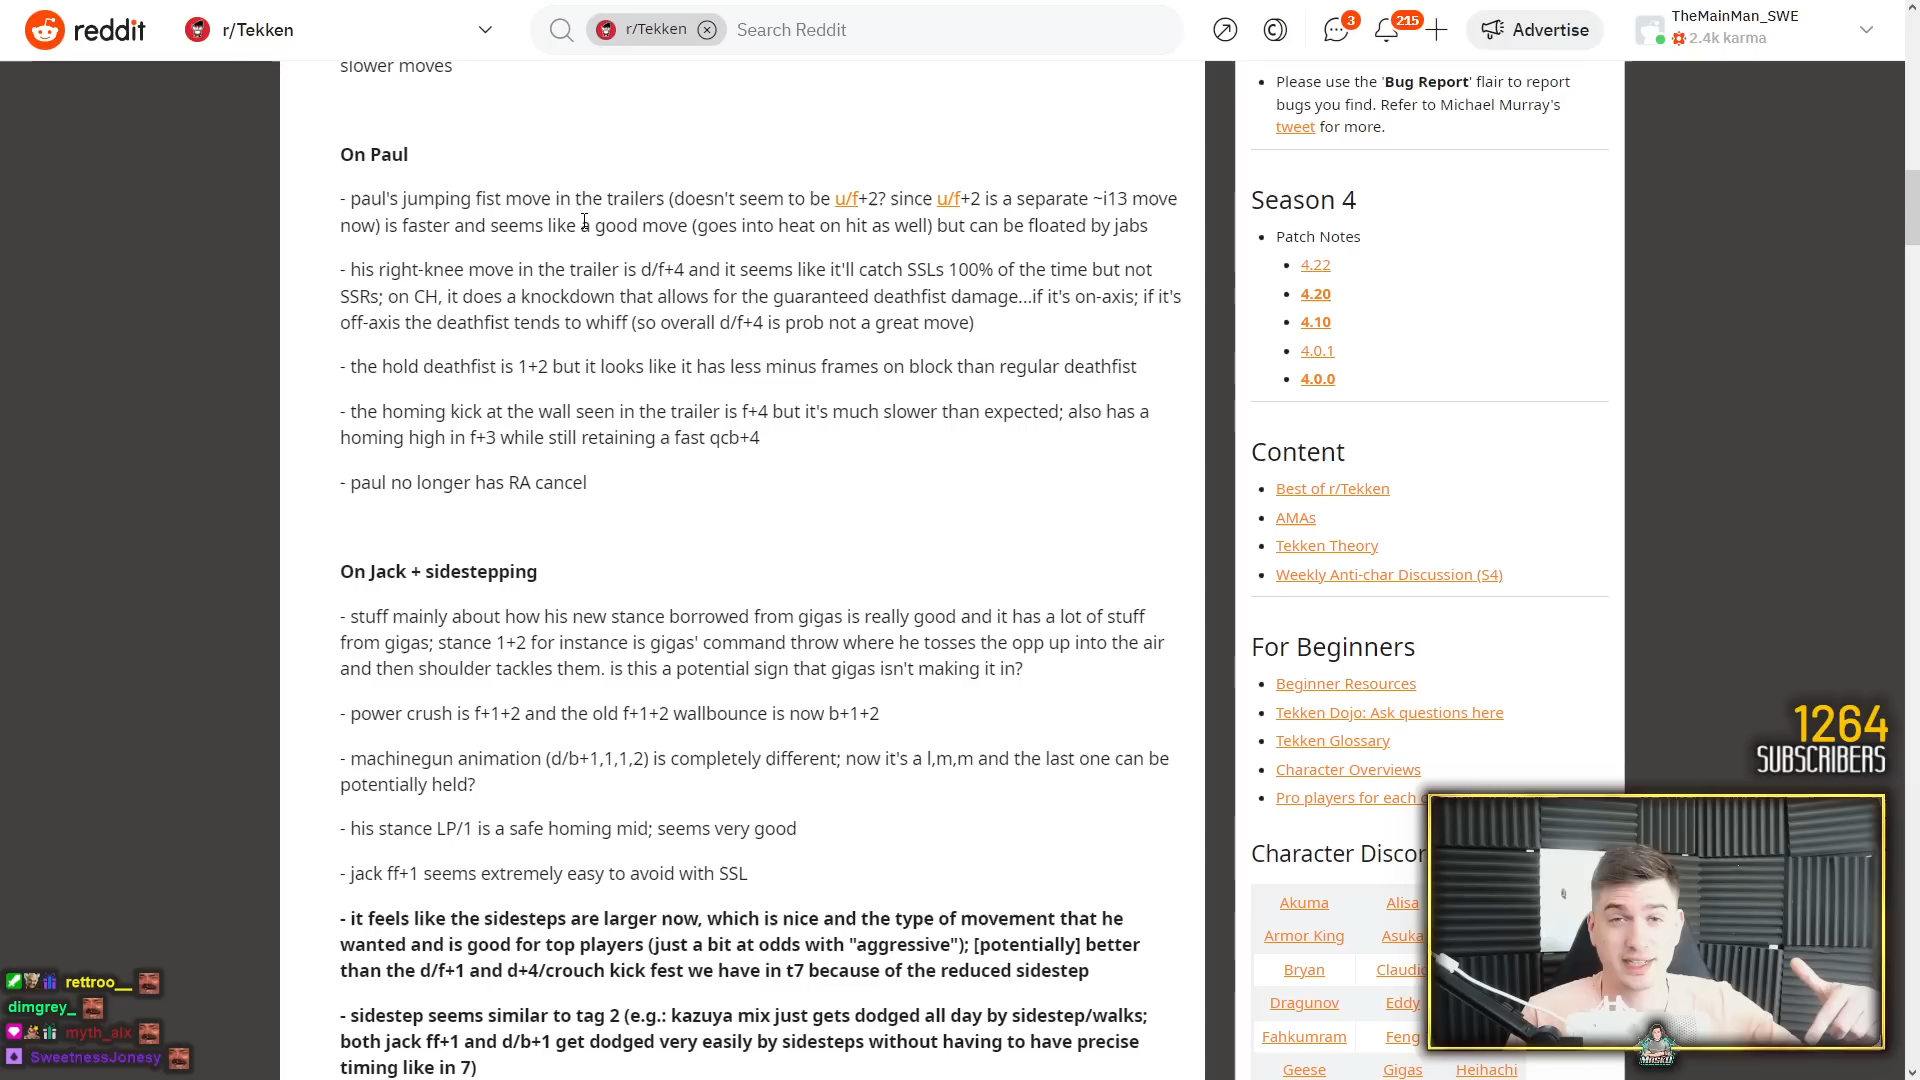 reddit
r/Tekken
r/Tekken
Search Reddit
3
215
Advertise
TheMainMan_SWE
2.4k karma
slower moves
On Paul
- paul's jumping fist move in the trailers (doesn't seem to be u/f+2? since u/f+2 is a separate ~i13 move
now) is faster and seems like a good move (goes into heat on hit as well) but can be floated by jabs
- his right-knee move in the trailer is d/f+4 and it seems like it'll catch SSLs 100% of the time but not
SSRs; on CH, it does a knockdown that allows for the guaranteed deathfist damage...if it's on-axis; if it's
off-axis the deathfist tends to whiff (so overall d/f+4 is prob not a great move)
- the hold deathfist is 1+2 but it looks like it has less minus frames on block than regular deathfist
- the homing kick at the wall seen in the trailer is f+4 but it's much slower than expected; also has a
homing high in f+3 while still retaining a fast qcb+4
- paul no longer has RA cancel
On Jack + sidestepping
- stuff mainly about how his new stance borrowed from gigas is really good and it has a lot of stuff
from gigas; stance 1+2 for instance is gigas' command throw where he tosses the opp up into the air
and then shoulder tackles them. is this a potential sign that gigas isn't making it in?
- power crush is f+1+2 and the old f+1+2 wallbounce is now b+1+2
- machinegun animation (d/b+1,1,1,2) is completely different; now it's a l,m,m and the last one can be
potentially held?
- his stance LP/1 is a safe homing mid; seems very good
- jack ff+1 seems extremely easy to avoid with SSL
- it feels like the sidesteps are larger now, which is nice and the type of movement that he
wanted and is good for top players (just a bit at odds with "aggressive"); [potentially] better
than the d/f+1 and d+4/crouch kick fest we have in t7 because of the reduced sidestep
- sidestep seems similar to tag 2 (e.g.: kazuya mix just gets dodged all day by sidestep/walks;
both jack ff+1 and d/b+1 get dodged very easily by sidesteps without having to have precise
timing like in 7)
Please use the 'Bug Report' flair to report
bugs you find. Refer to Michael Murray's
tweet for more.
Season 4
Patch Notes
4.22
4.20
4.10
4.0.1
4.0.0
Content
Best of r/Tekken
AMAs
Tekken Theory
Weekly Anti-char Discussion (S4)
For Beginners
Beginner Resources
Tekken Dojo: Ask questions here
Tekken Glossary
Character Overviews
Pro players for each c
Character Discor
Akuma Alisa
Armor King Asuka
Bryan Claudio
Dragunov Eddy
Fahkumram Feng
Geese Gigas Heihachi
1264
SUBSCRIBERS
rettroo__
dimgrey_
myth_alx
SweetnessJonesy